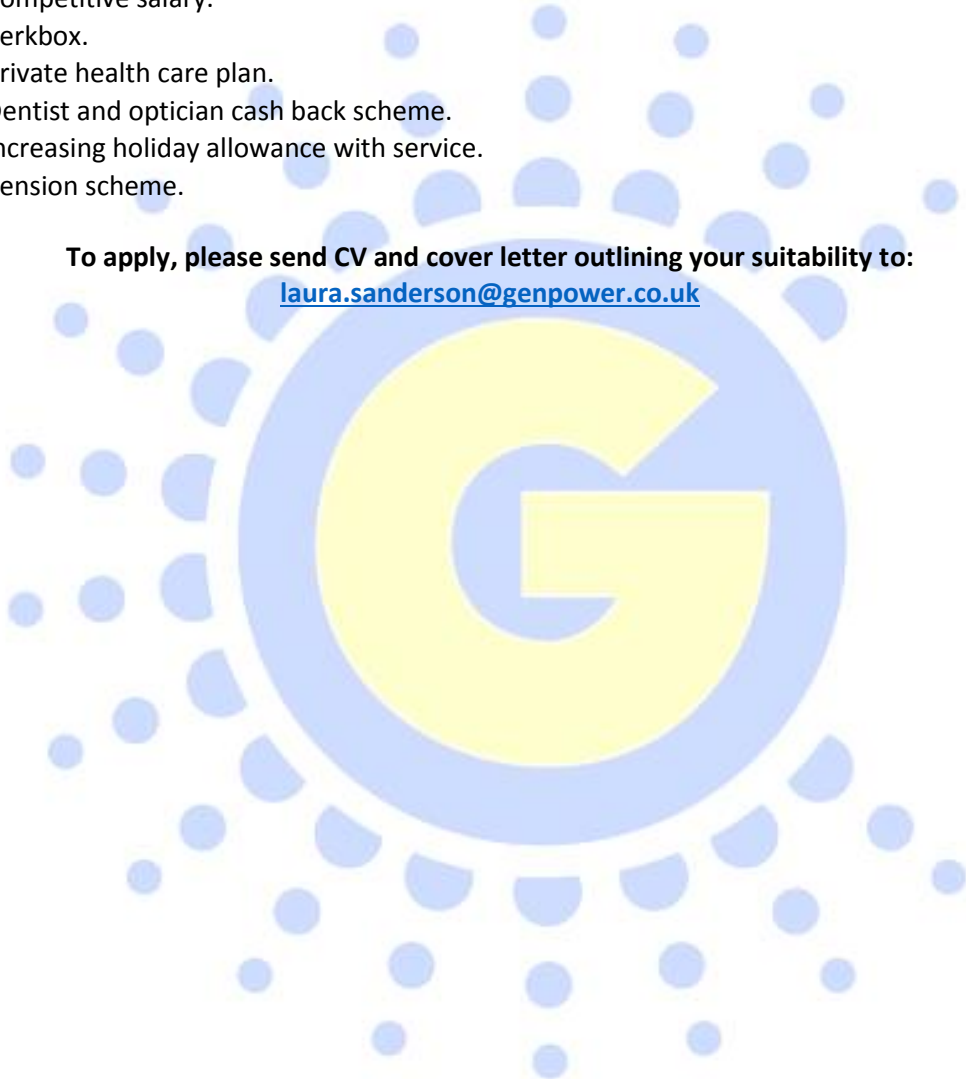 ompetitive salary.
erkbox.
rivate health care plan.
entist and optician cash back scheme.
ncreasing holiday allowance with service.
ension scheme.
To apply, please send CV and cover letter outlining your suitability to:
laura.sanderson@genpower.co.uk
G